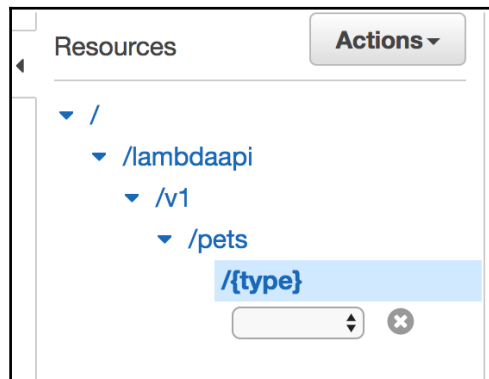 Resources
Actions
/
/lambdaapi
/v1
/pets
/{type}